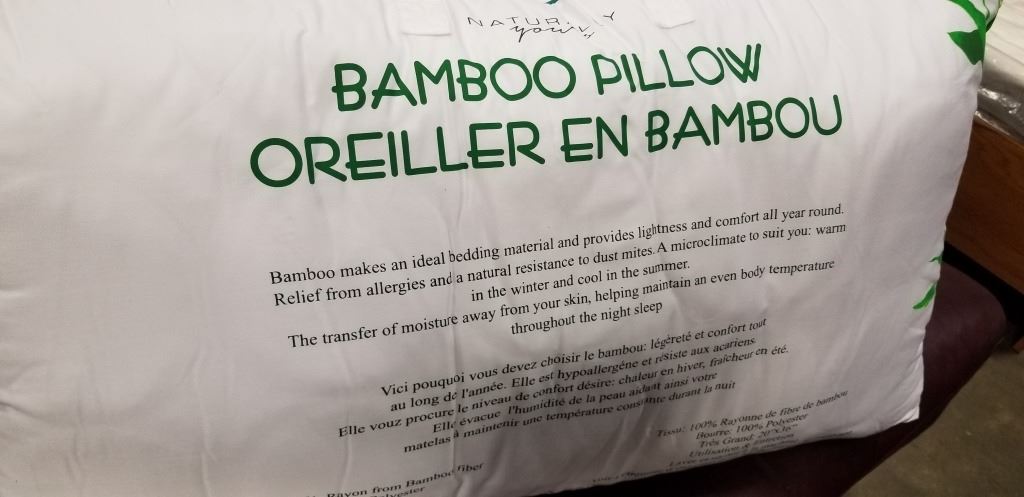 yours
BAMBOO PILLOW
OREILLER EN BAMBOU
Bamboo makes an ideal bedding material and provides lightness and comfort all year round.
Relief from allergies and a natural resistance to dust mites. A microclimate to suit you: warm
in the winter and cool in the summer.
The transfer of moisture away from your skin, helping maintain an even body temperature
throughout the night sleep
Vici pouquoi vous devez choisir le bambou: légèreté et confort tout
au long de l'année. Elle est hypoallergéne et résiste aux acariens.
Elle vouz procure le niveau de confort désire: chaleur en hiver, fraîcheur en été.
Elle évacue l'humidité de la peau aidant ainsi votre
matelas à maintenir une température constante durant la nuit
Tissu: 100% Rayonne de fibre de bambou
Bourre: 100% Polyester
Très Grand:
Utilisation & Entretien
Rayon from Bamboo fiber